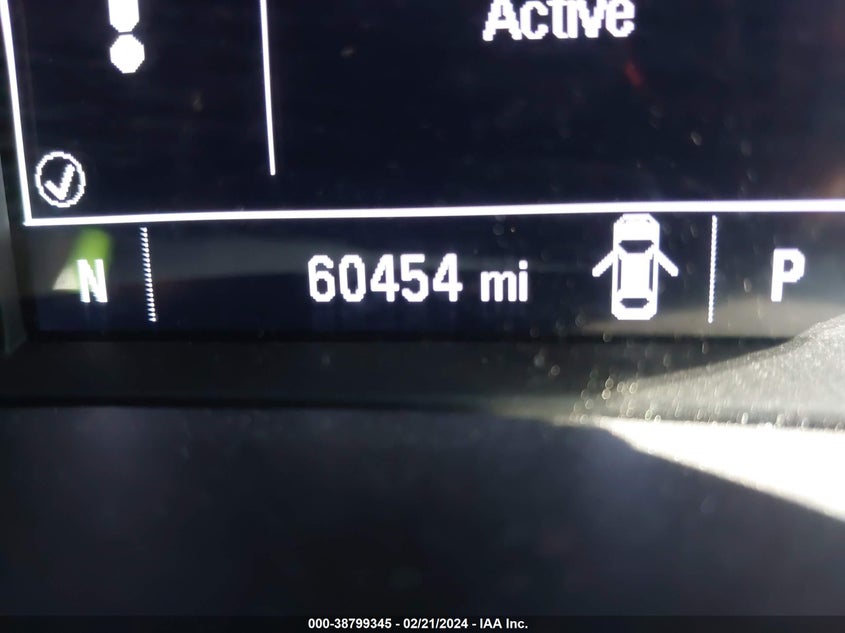 Active
N
60454 mi
P
000-38799345 - 02/21/2024 - IAA Inc.